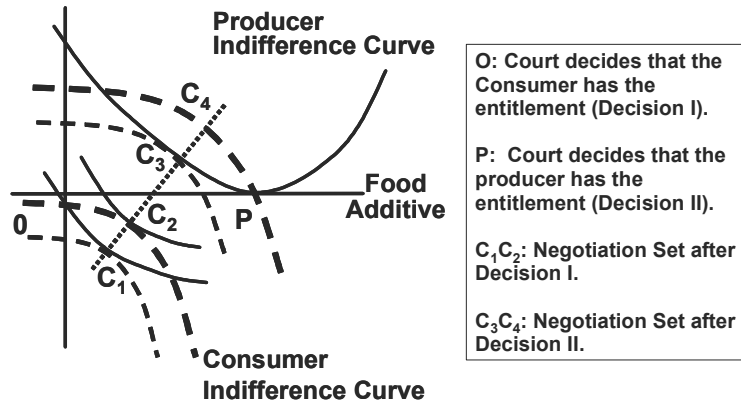 Producer
Indifference Curve
C4
C3
Food
Additive
P
0
C2
C1
Consumer
Indifference Curve
O: Court decides that the
Consumer has the
entitlement (Decision I).
P: Court decides that the
producer has the
entitlement (Decision II).
C1C2: Negotiation Set after
Decision I.
C3C4: Negotiation Set after
Decision II.